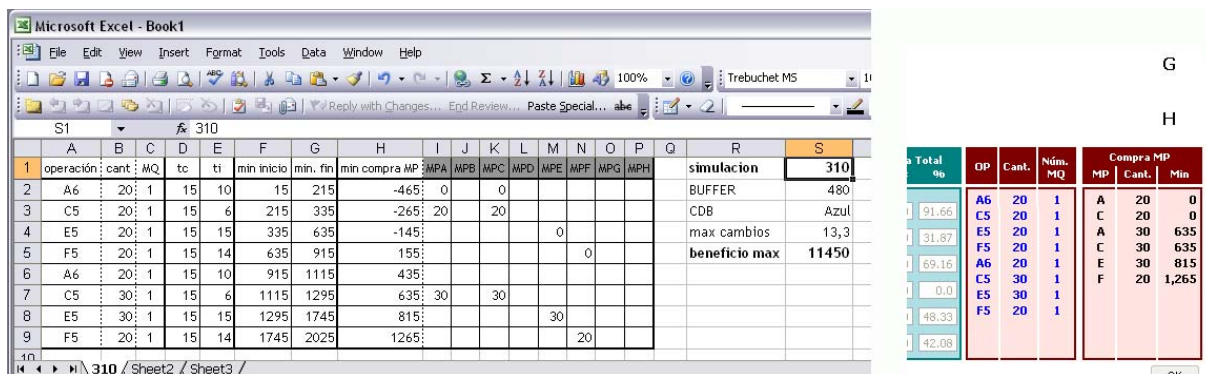 Microsoft Excel - Book1
File Edit View Insert Format Tools Data Window Help
100% Trebuchet MS
Reply with Changes... End Review... Paste Special... abc
S1 fx 310
A B C D E F G H I J K L M N O P Q R S
1 operación cant MQ tc ti min inicio min. fin min compra MP MPA MPB MPC MPD MPE MPF MPG MPH simulacion 310
2 A6 20 1 15 10 15 215 -465 0 0 BUFFER 480
3 C5 20 1 15 6 215 335 -265 20 20 CDB Azul
4 E5 20 1 15 15 335 635 -145 0 max cambios 13,3
5 F5 20 1 15 14 635 915 155 0 beneficio max 11450
6 A6 20 1 15 10 915 1115 435
7 C5 30 1 15 6 1115 1295 635 30 30
8 E5 30 1 15 15 1295 1745 815 30
9 F5 20 1 15 14 1745 2025 1265 20
10
310 / Sheet2 / Sheet3 /
G
H
Total %
91.66
31.87
69.16
0.0
48.33
42.08
OP Cant. Núm. MQ
A6 20 1
C5 20 1
E5 20 1
F5 20 1
A6 20 1
C5 30 1
E5 30 1
F5 20 1
Compra MP
MP Cant. Min
A 20 0
C 20 0
A 30 635
C 30 635
E 30 815
F 20 1,265